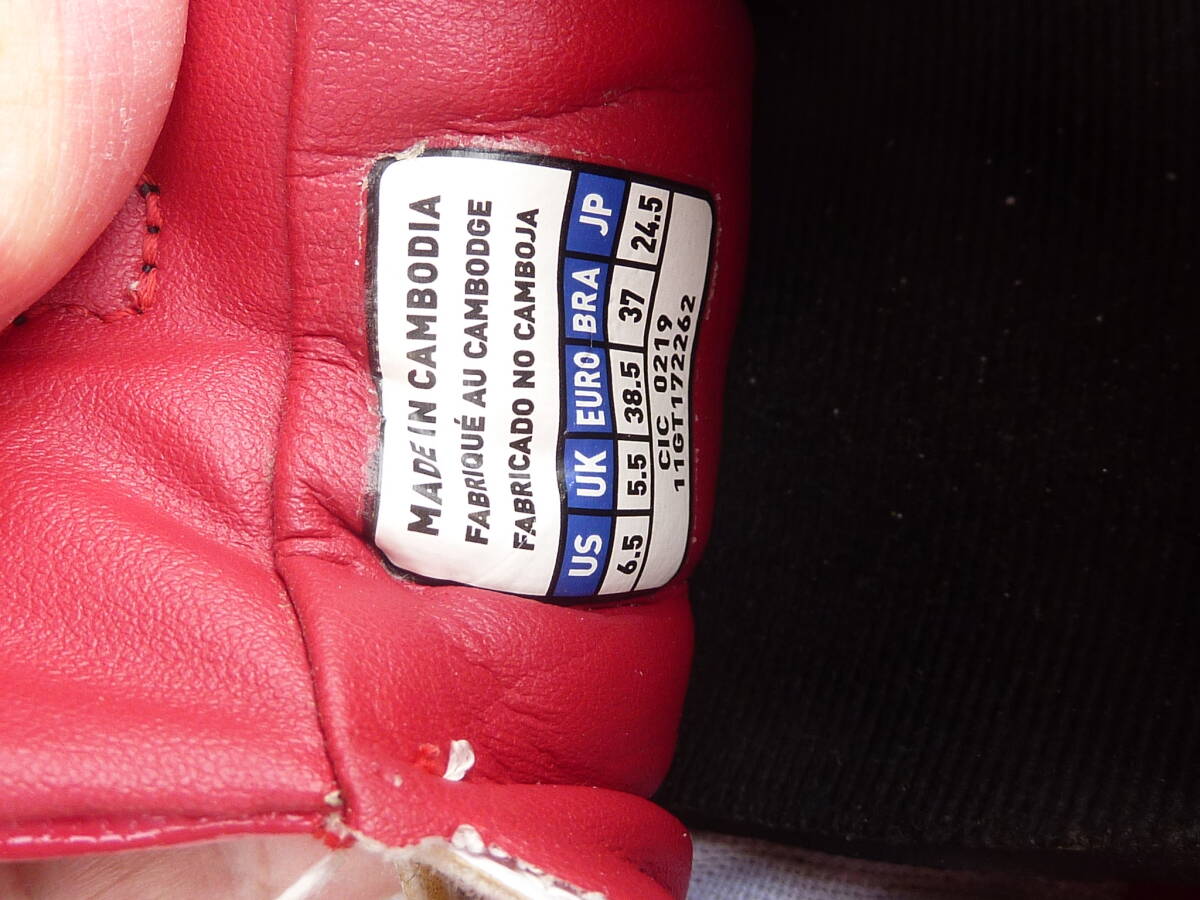 MADE IN CAMBODIA
FABRIQUÉ AU CAMBODGE
FABRICADO NO CAMBOJA
US UK EURO BRA JP
6.5 5.5 38.5 37 24.5
CIC 0219
11GT172262